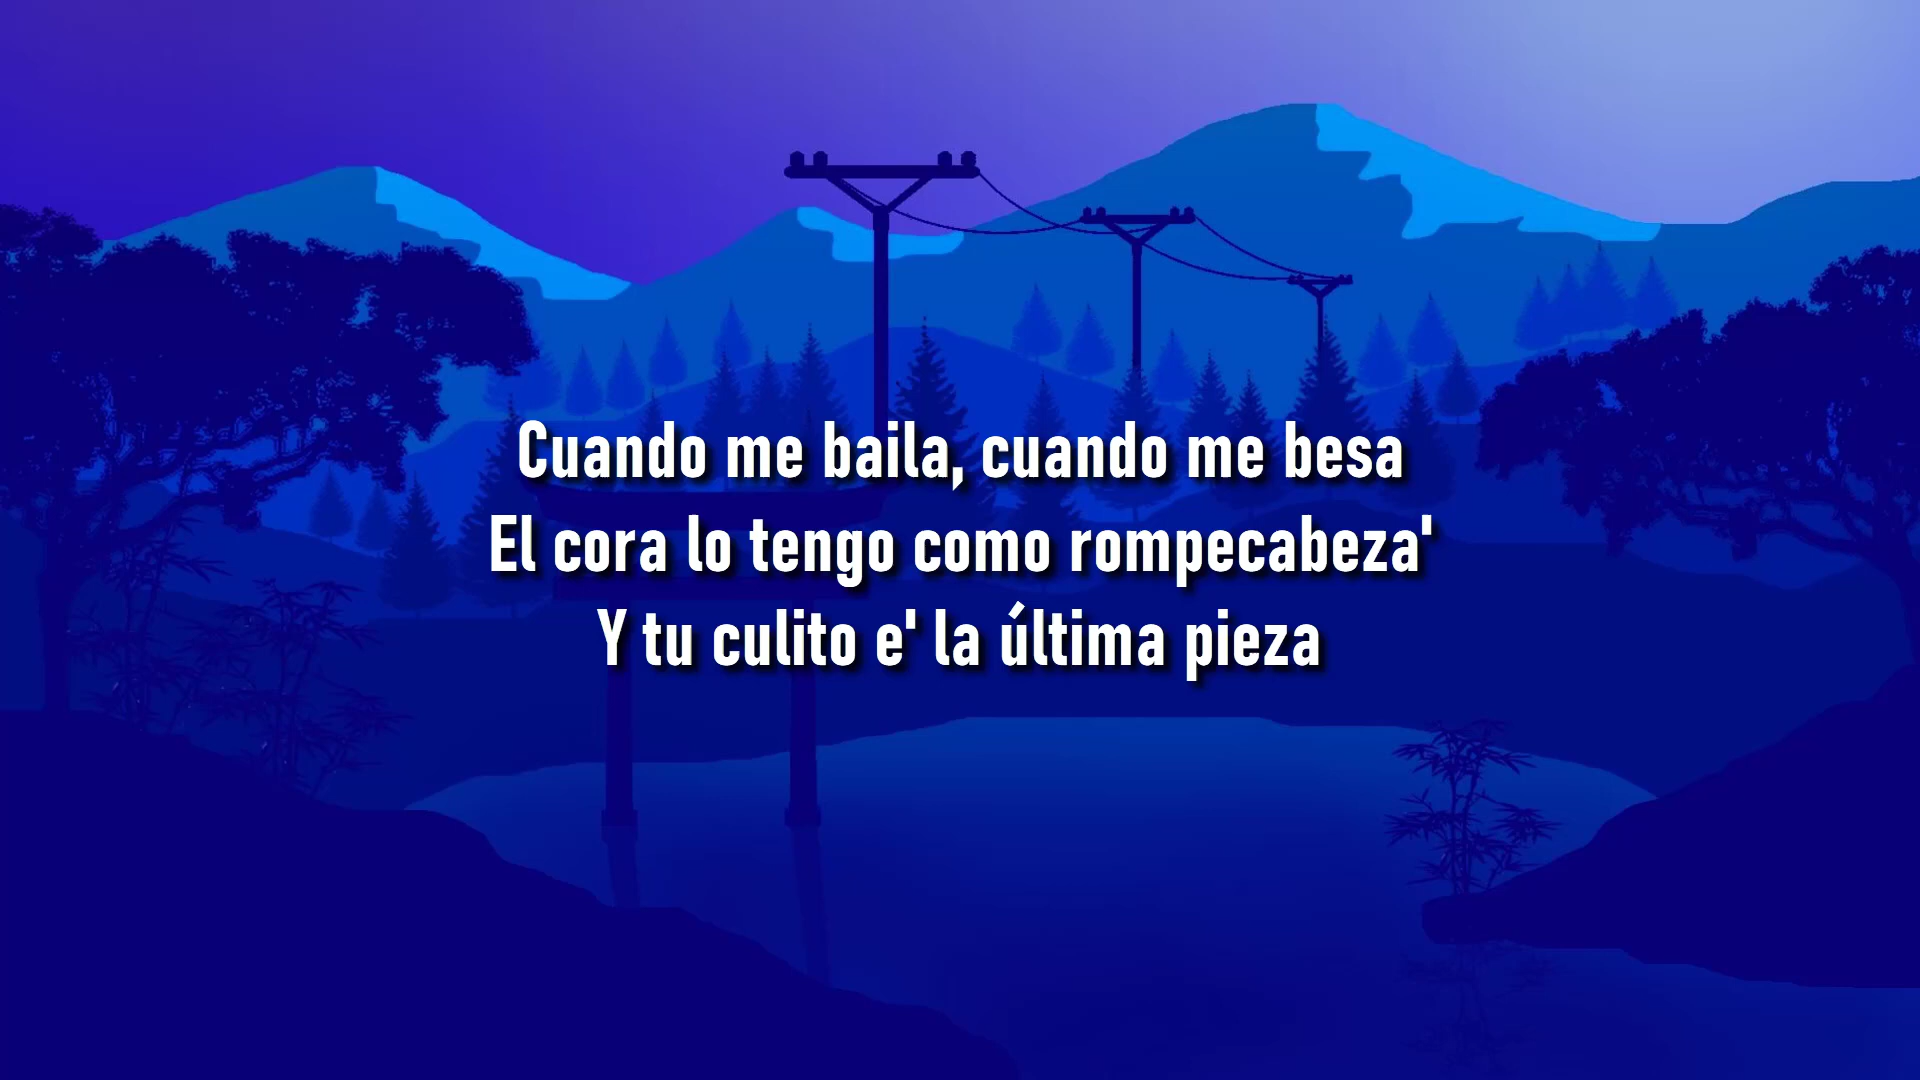 Cuando me baila, cuando me besa
El cora lo tengo como rompecabeza'
Y tu culito e' la última pieza